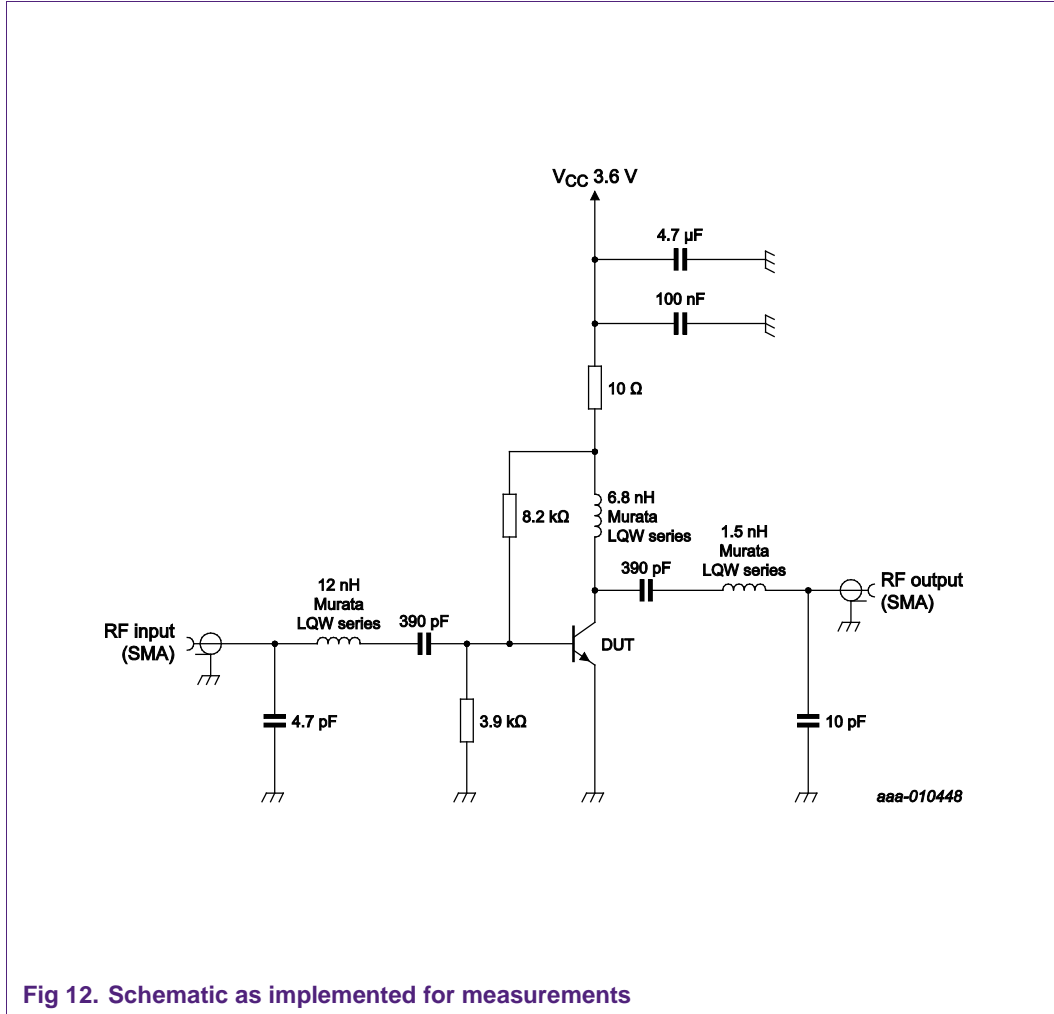 VCC 3.6 V
4.7 µF
100 nF
10 Ω
8.2 kΩ
6.8 nH
Murata
LQW series
1.5 nH
Murata
LQW series
390 pF
RF output
(SMA)
12 nH
Murata
LQW series
390 pF
RF input
(SMA)
DUT
4.7 pF
3.9 kΩ
10 pF
aaa-010448
Fig 12. Schematic as implemented for measurements